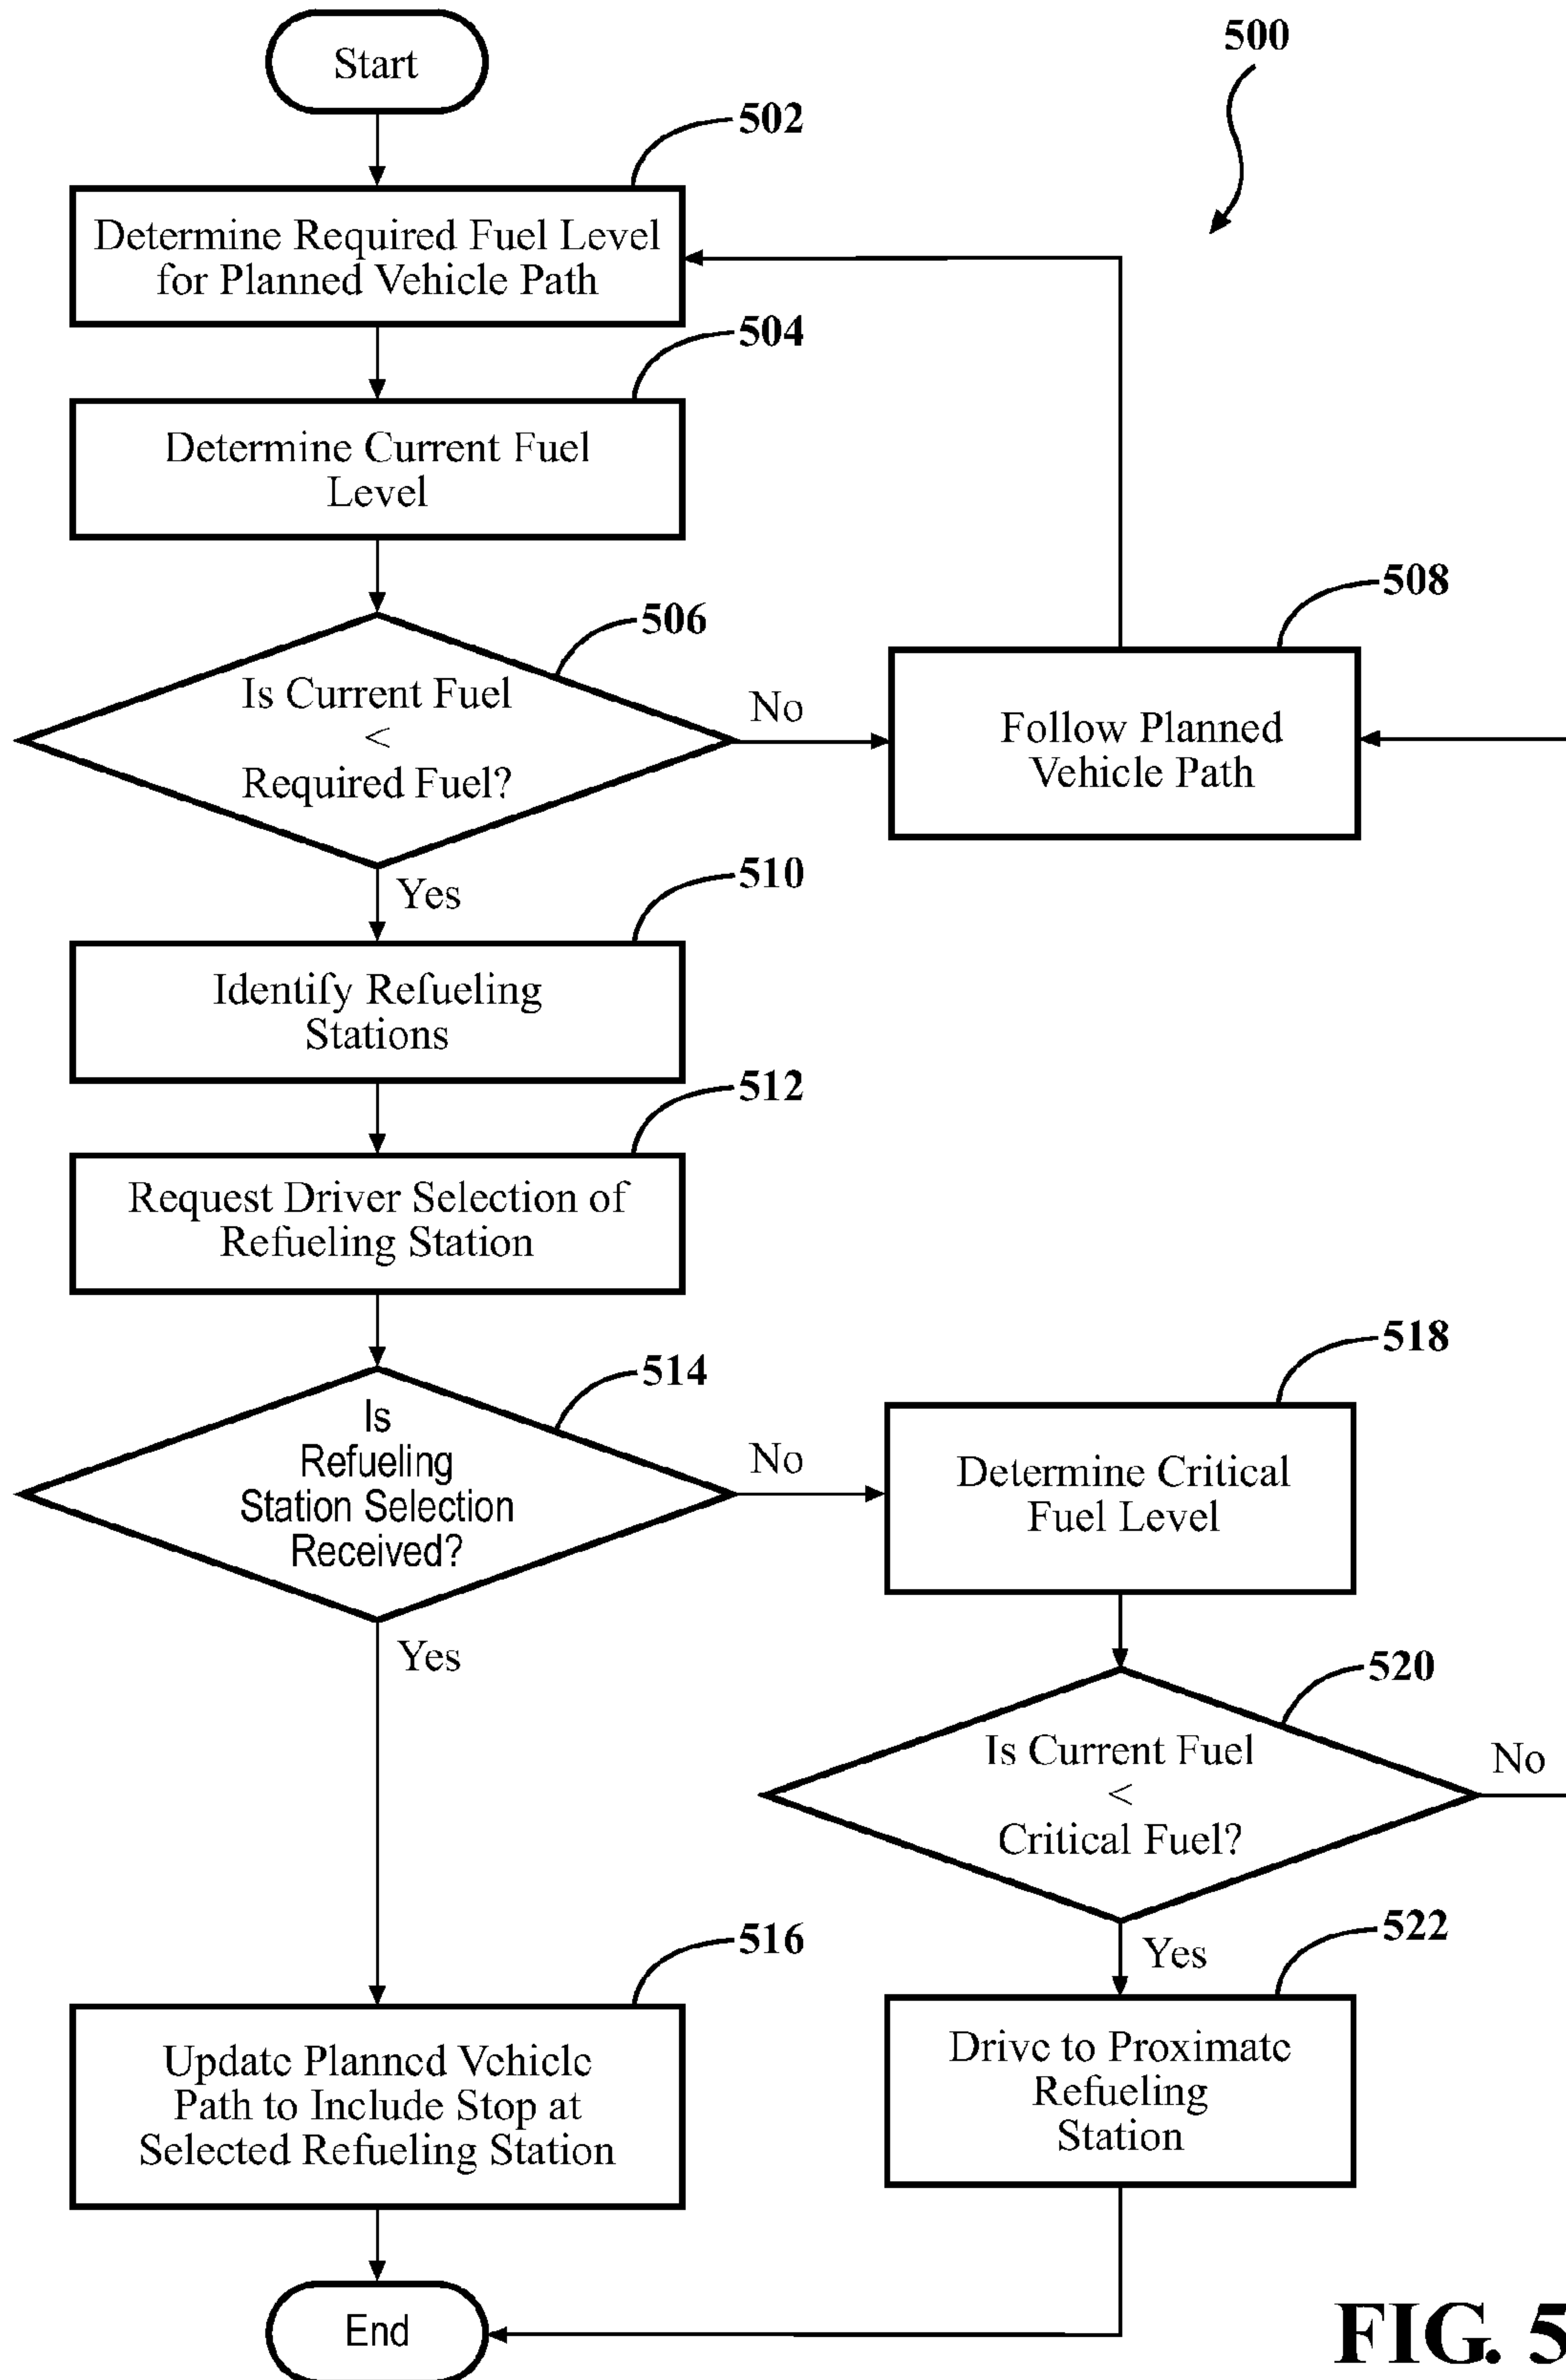 Start
500
502
Determine Required Fuel Level
for Planned Vehicle Path
504
Determine Current Fuel
Level
506
Is Current Fuel
<
Required Fuel?
No
508
Follow Planned
Vehicle Path
Yes
510
Identify Refueling
Stations
512
Request Driver Selection of
Refueling Station
514
Is
Refueling
Station Selection
Received?
No
518
Determine Critical
Fuel Level
Yes
520
Is Current Fuel
<
Critical Fuel?
No
Yes
516
Update Planned Vehicle
Path to Include Stop at
Selected Refueling Station
522
Drive to Proximate
Refueling
Station
End
FIG. 5